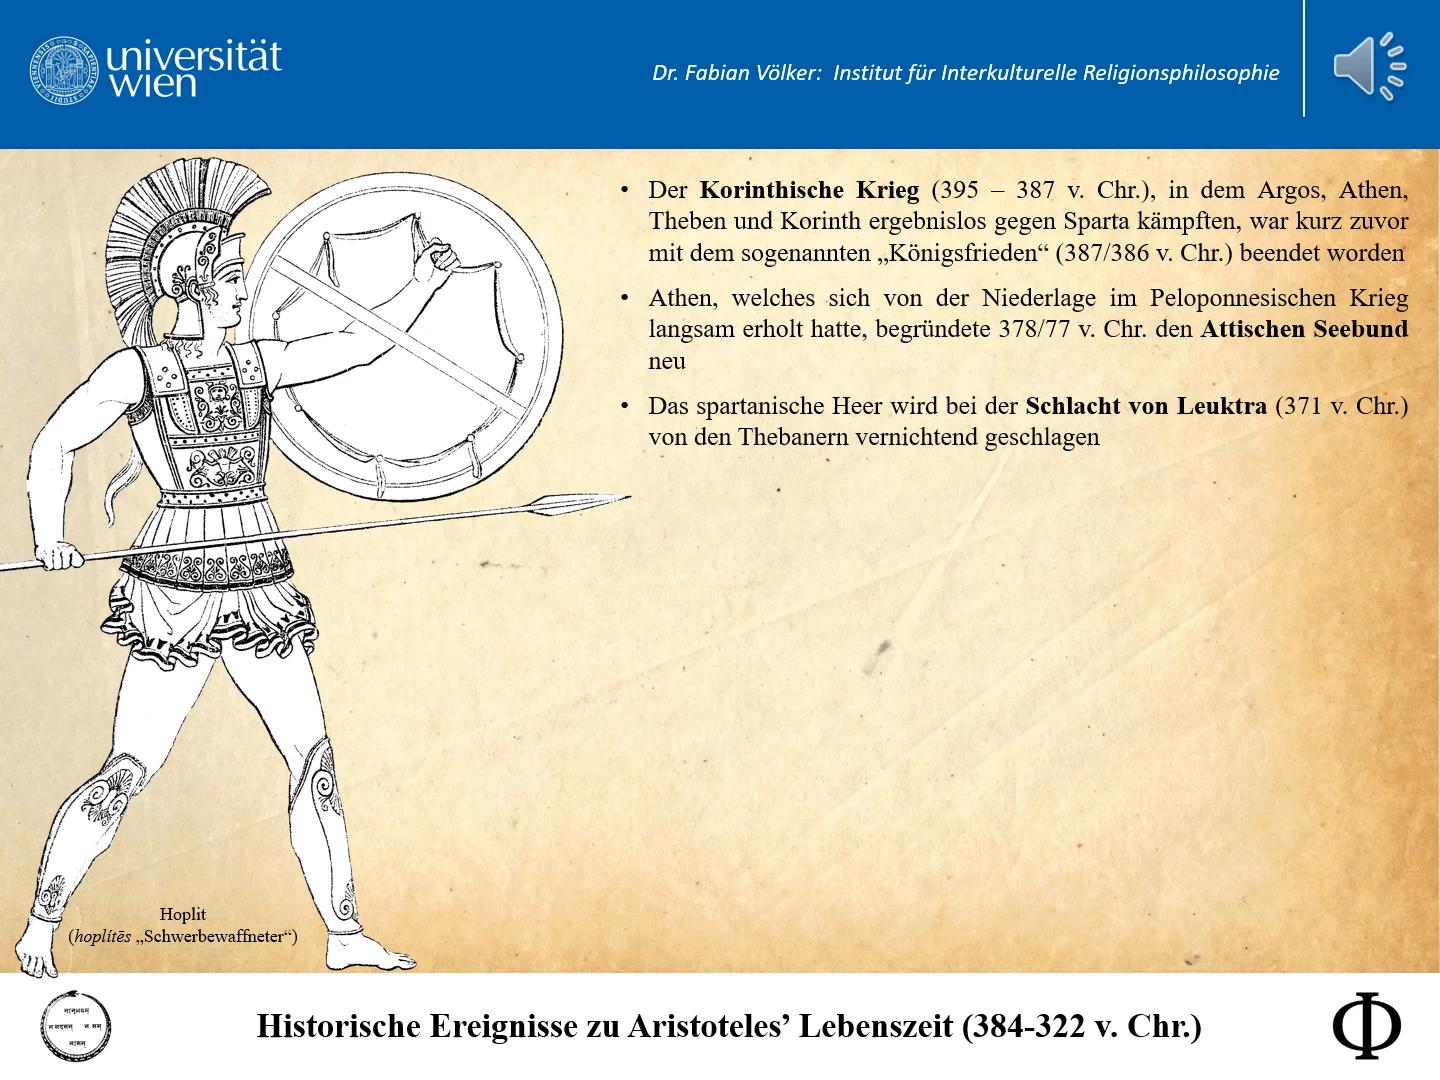 universität
wien
Dr. Fabian Völker:  Institut für Interkulturelle Religionsphilosophie
• Der Korinthische Krieg (395 – 387 v. Chr.), in dem Argos, Athen,
Theben und Korinth ergebnislos gegen Sparta kämpften, war kurz zuvor
mit dem sogenannten „Königsfrieden“ (387/386 v. Chr.) beendet worden
• Athen, welches sich von der Niederlage im Peloponnesischen Krieg
langsam erholt hatte, begründete 378/77 v. Chr. den Attischen Seebund
neu
• Das spartanische Heer wird bei der Schlacht von Leuktra (371 v. Chr.)
von den Thebanern vernichtend geschlagen
Hoplit
(hoplítēs „Schwerbewaffneter“)
Historische Ereignisse zu Aristoteles’ Lebenszeit (384-322 v. Chr.)
Φ